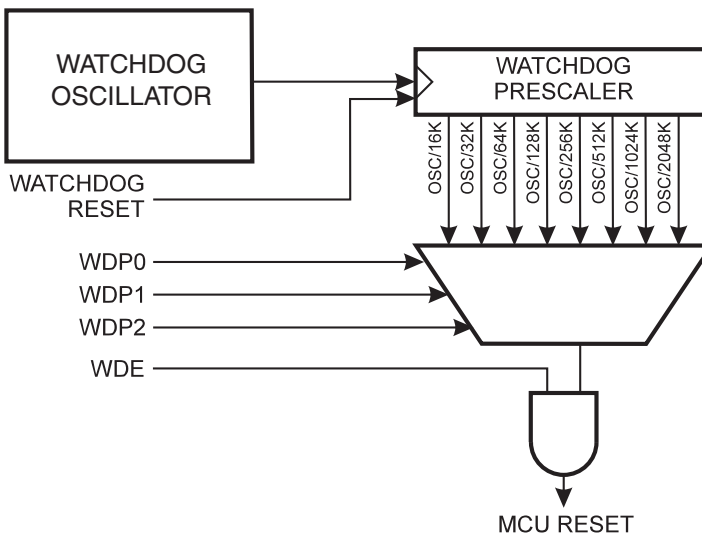 WATCHDOG
OSCILLATOR
WATCHDOG
PRESCALER
OSC/16K
OSC/32K
OSC/64K
OSC/128K
OSC/256K
OSC/512K
OSC/1024K
OSC/2048K
WATCHDOG
RESET
WDP0
WDP1
WDP2
WDE
MCU RESET